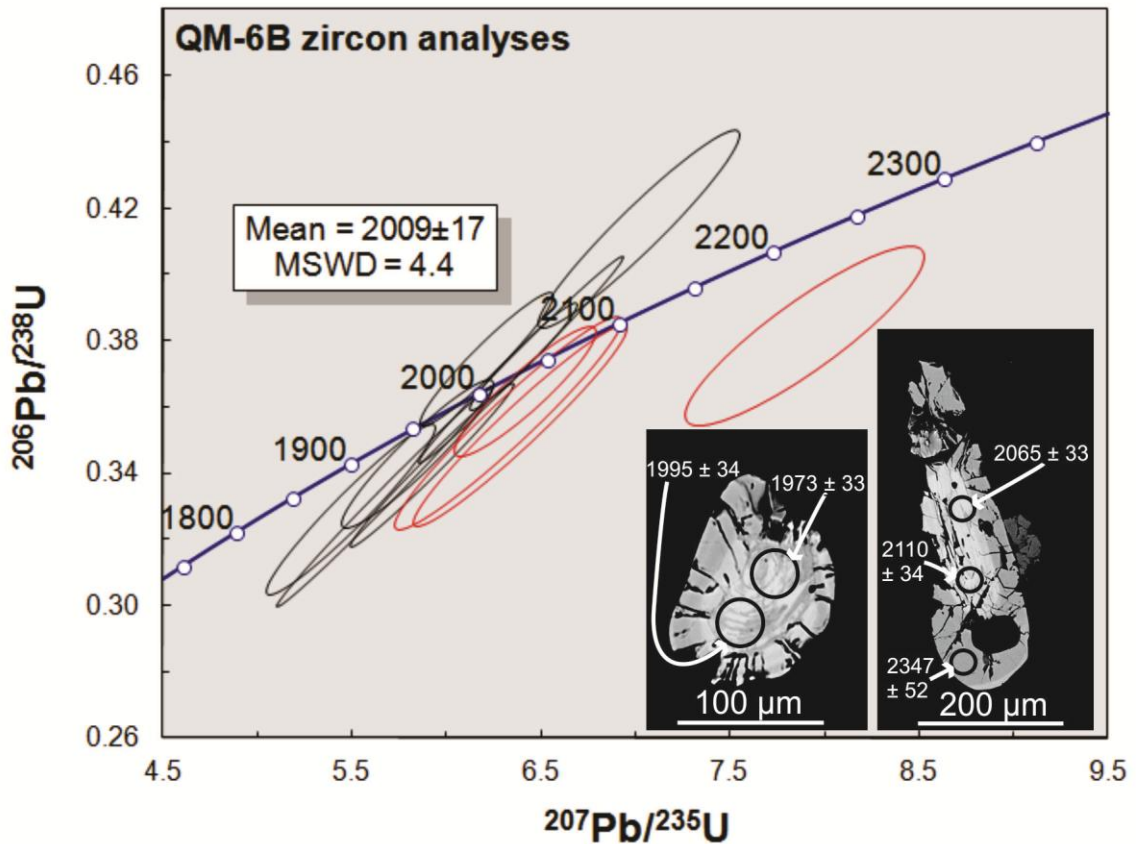 QM-6B zircon analyses
0.46
0.42
0.38
0.34
0.30
0.26
²⁰⁶Pb/²³⁸U
Mean = 2009±17
MSWD = 4.4
1800
1900
2000
2100
2200
2300
1995 ± 34
1973 ± 33
100 µm
2065 ± 33
2110
± 34
2347
± 52
200 µm
4.5
5.5
6.5
7.5
8.5
9.5
²⁰⁷Pb/²³⁵U